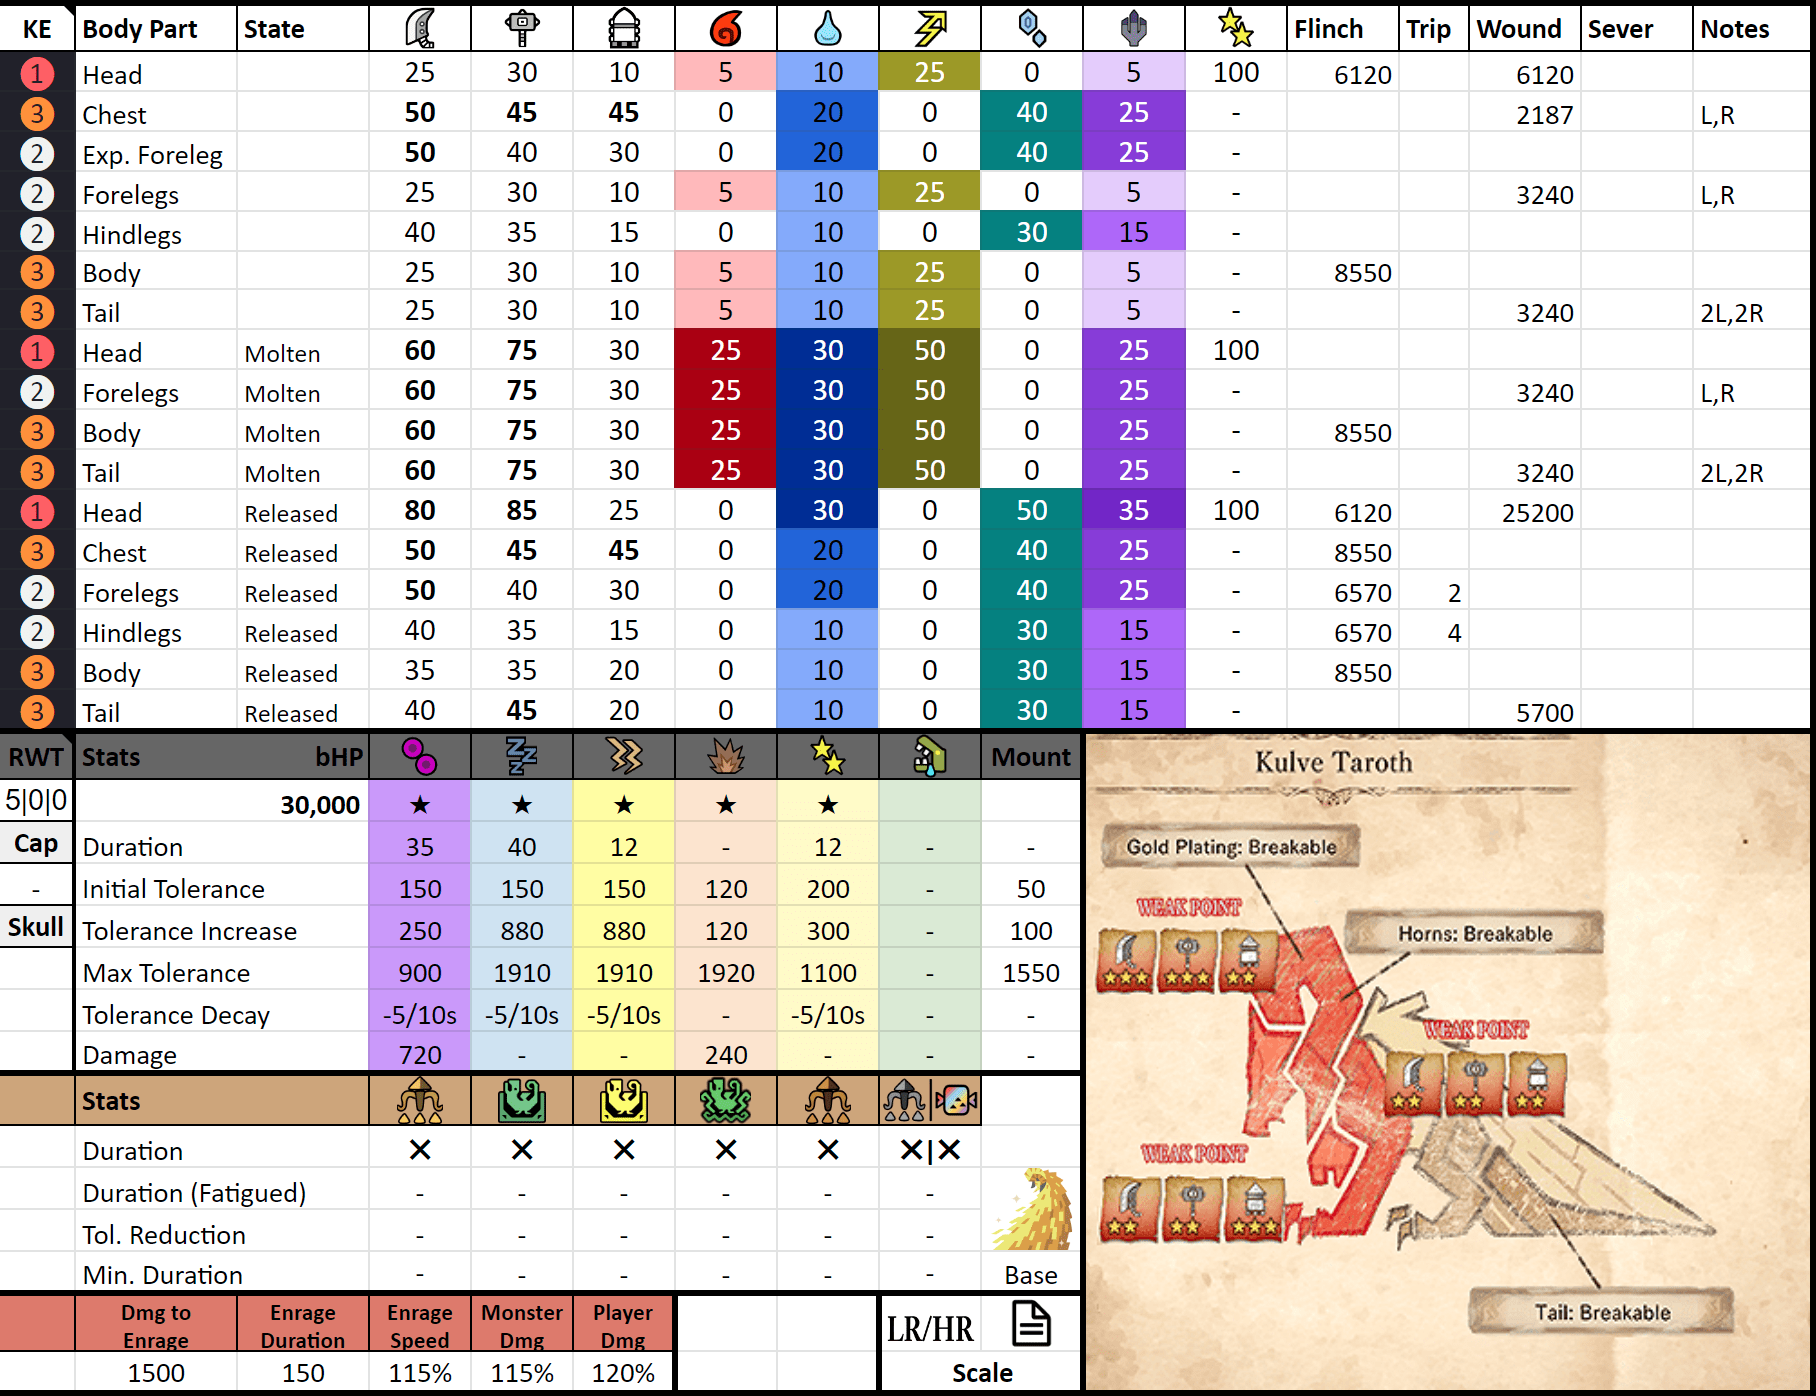 KE Body Part State Flinch Trip Wound Sever Notes
1 Head 25 30 10 5 10 25 0 5 100 6120 6120
3 Chest 50 45 45 0 20 0 40 25 - 2187 L,R
2 Exp. Foreleg 50 40 30 0 20 0 40 25 -
2 Forelegs 25 30 10 5 10 25 0 5 - 3240 L,R
2 Hindlegs 40 35 15 0 10 0 30 15 -
3 Body 25 30 10 5 10 25 0 5 - 8550
3 Tail 25 30 10 5 10 25 0 5 - 3240 2L,2R
1 Head Molten 60 75 30 25 30 50 0 25 100
2 Forelegs Molten 60 75 30 25 30 50 0 25 - 3240 L,R
3 Body Molten 60 75 30 25 30 50 0 25 - 8550
3 Tail Molten 60 75 30 25 30 50 0 25 - 3240 2L,2R
1 Head Released 80 85 25 0 30 0 50 35 100 6120 25200
3 Chest Released 50 45 45 0 20 0 40 25 - 8550
2 Forelegs Released 50 40 30 0 20 0 40 25 - 6570 2
2 Hindlegs Released 40 35 15 0 10 0 30 15 - 6570 4
3 Body Released 35 35 20 0 10 0 30 15 - 8550
3 Tail Released 40 45 20 0 10 0 30 15 - 5700
RWT Stats bHP Mount
5|0|0 30,000 ★ ★ ★ ★ ★
Cap Duration 35 40 12 - 12 - -
- Initial Tolerance 150 150 150 120 200 - 50
Skull Tolerance Increase 250 880 880 120 300 - 100
Max Tolerance 900 1910 1910 1920 1100 - 1550
Tolerance Decay -5/10s -5/10s -5/10s - -5/10s - -
Damage 720 - - 240 - - -
Stats
Duration ✕ ✕ ✕ ✕ ✕ ✕|✕
Duration (Fatigued) - - - - - -
Tol. Reduction - - - - - -
Min. Duration - - - - - - Base
Dmg to Enrage Enrage Duration Enrage Speed Monster Dmg Player Dmg LR/HR
1500 150 115% 115% 120% Scale
Kulve Taroth
Gold Plating: Breakable
WEAK POINT
Horns: Breakable
WEAK POINT
WEAK POINT
Tail: Breakable